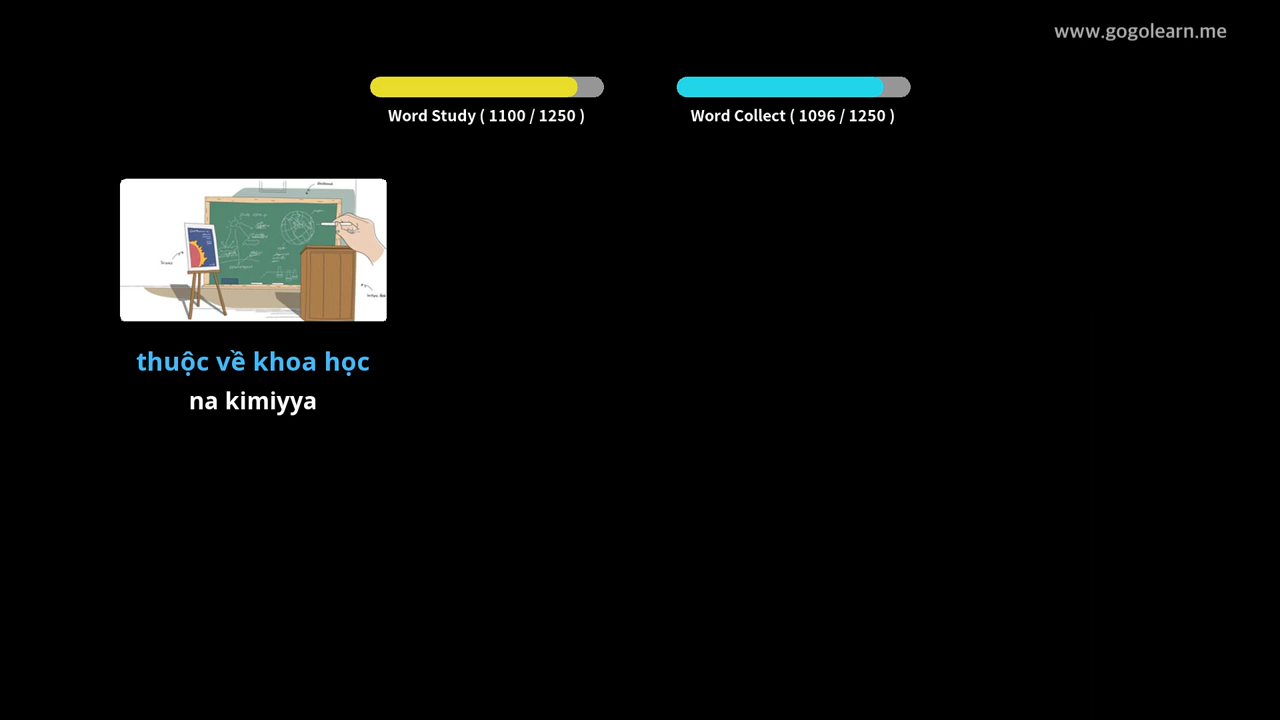 www.gogolearn.me
Word Study ( 1100 / 1250 )
Word Collect ( 1096 / 1250 )
thuộc về khoa học
na kimiyya